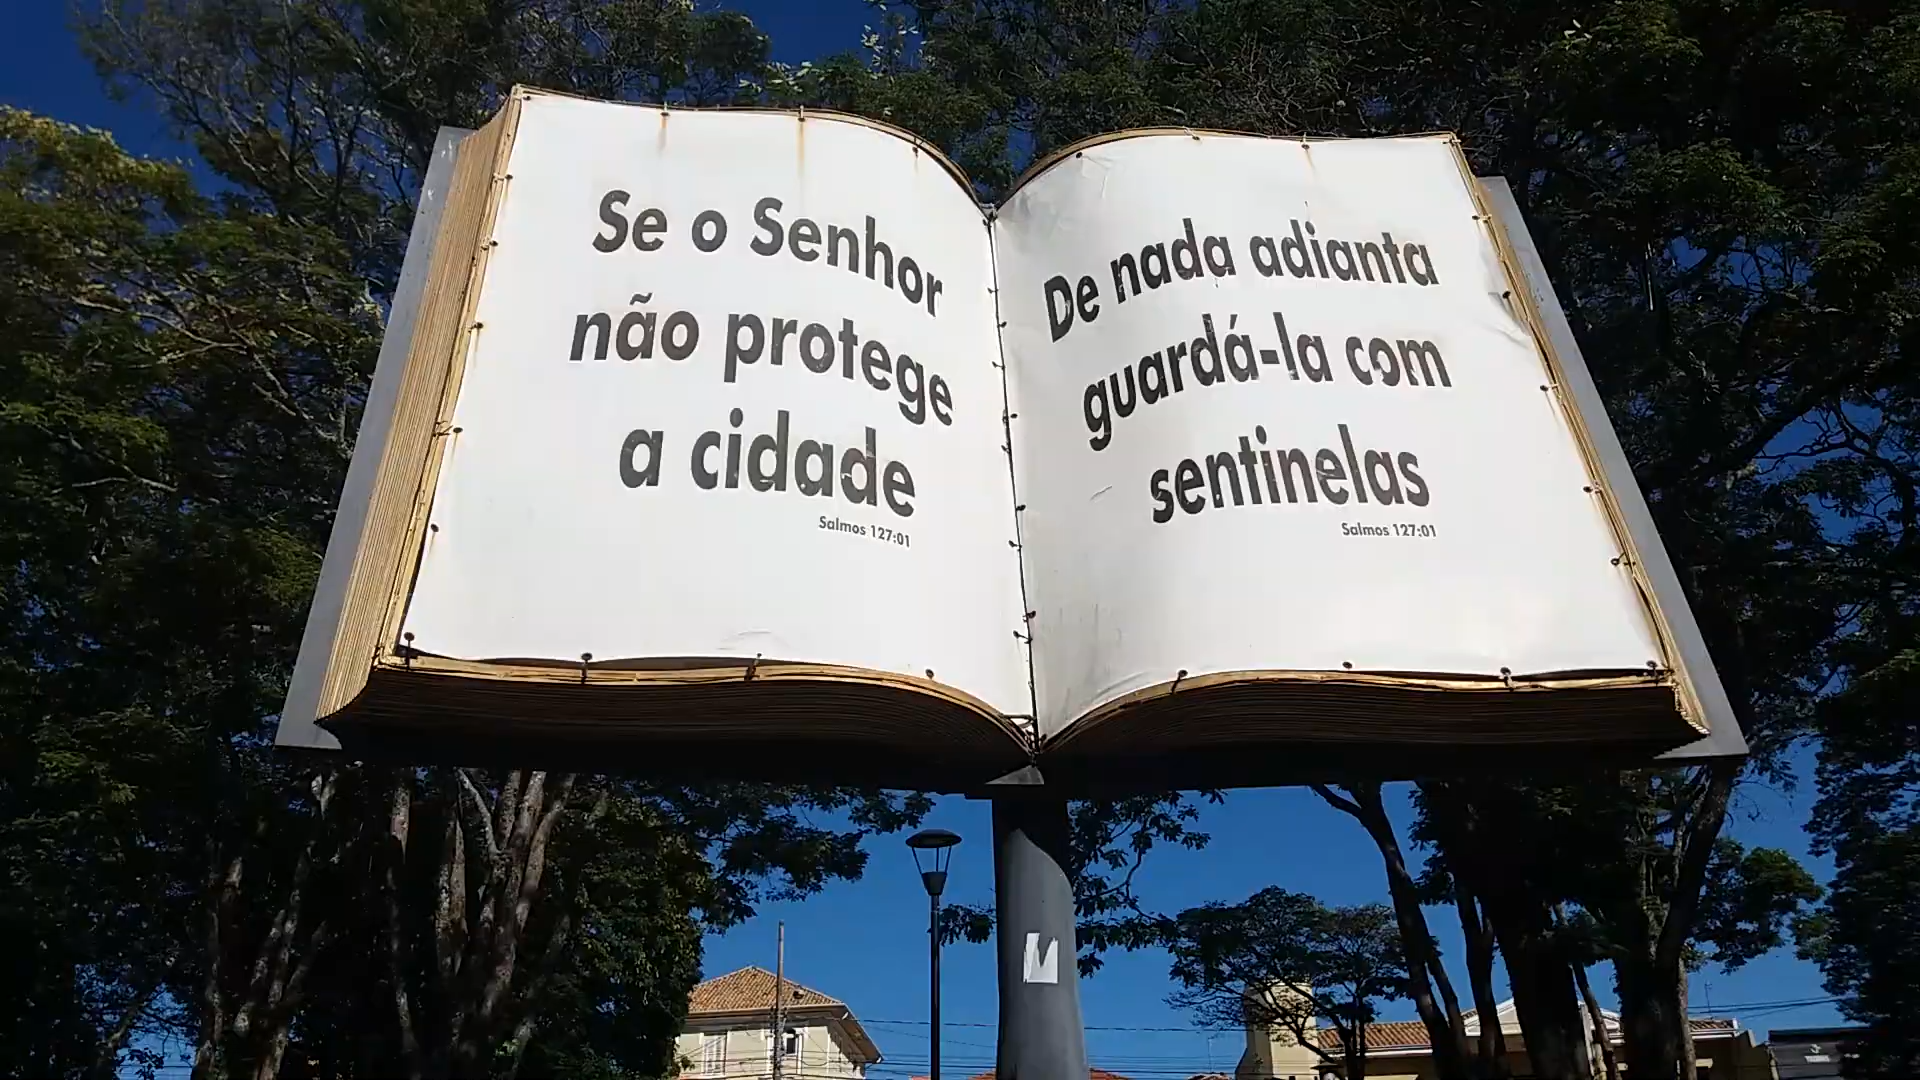 Se o Senhor
não protege
a cidade
Salmos 127:01
De nada adianta
guardá-la com
sentinelas
Salmos 127:01